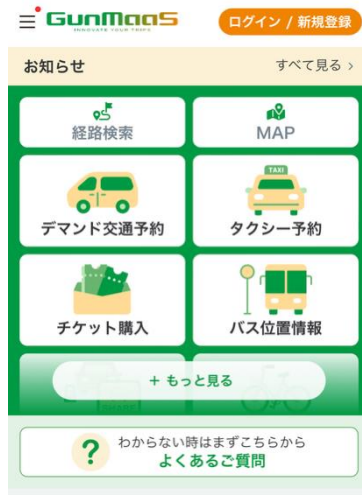 GunMaaS
INNOVATE YOUR TRIPS
ログイン / 新規登録
お知らせ
すべて見る >
経路検索
MAP
デマンド交通予約
TAXI
タクシー予約
チケット購入
バス位置情報
+ もっと見る
? わからない時はまずこちらから
よくあるご質問